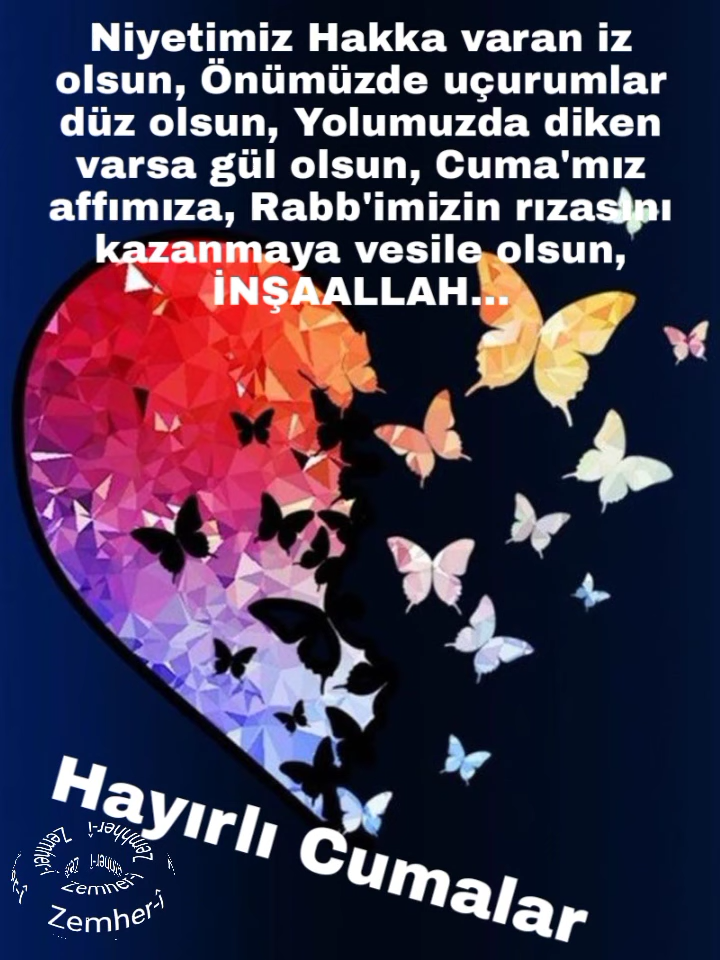 Niyetimiz Hakka varan iz
olsun, Önümüzde uçurumlar
düz olsun, Yolumuzda diken
varsa gül olsun, Cuma'mız
affımıza, Rabb'imizin rızasını
kazanmaya vesile olsun,
İNŞAALLAH...
Hayırlı Cumalar
Zemher-î
Zemher-î